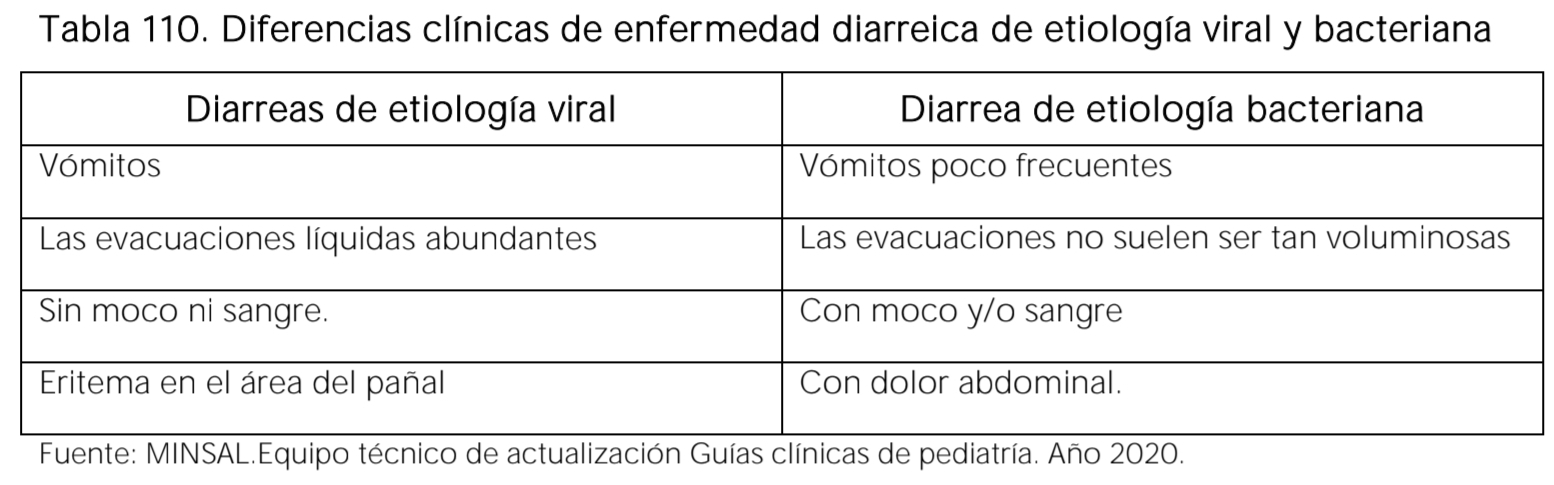 Tabla 110. Diferencias clínicas de enfermedad diarreica de etiología viral y bacteriana
Diarreas de etiología viral
Diarrea de etiología bacteriana
Vómitos
Vómitos poco frecuentes
Las evacuaciones líquidas abundantes
Las evacuaciones no suelen ser tan voluminosas
Sin moco ni sangre.
Con moco y/o sangre
Eritema en el área del pañal
Con dolor abdominal.
Fuente: MINSAL.Equipo técnico de actualización Guías clínicas de pediatría. Año 2020.